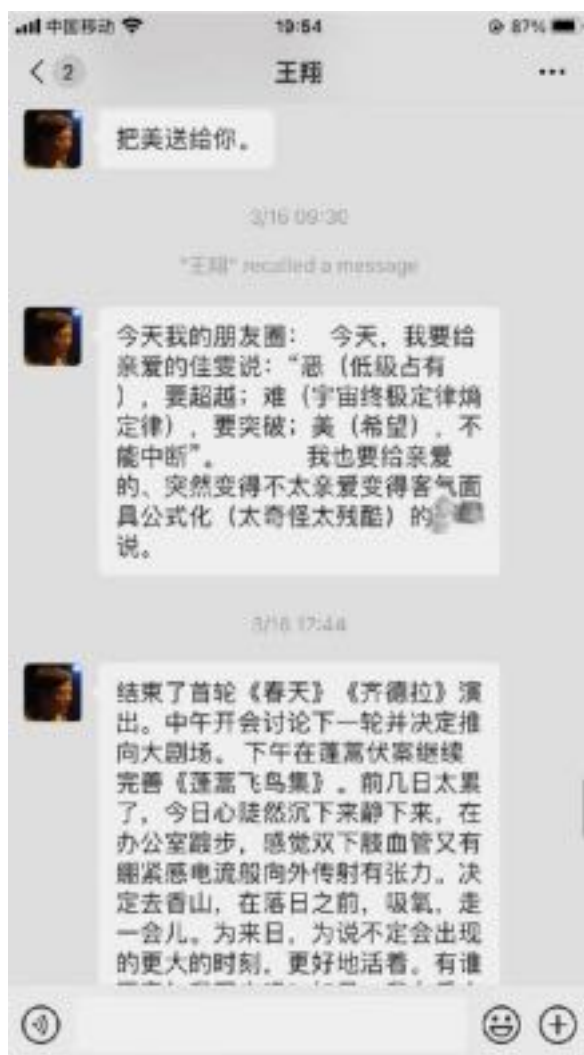 中国移动
19:54
87%
2
王翔
把美送给你。
3/16 09:30
"王翔" recalled a message
今天我的朋友圈： 今天，我要给
亲爱的佳雯说：“恶（低级占有
），要超越；难（宇宙终极定律熵
定律），要突破；美（希望），不
能中断”。 我也要给亲爱
的、突然变得不太亲爱变得客气面
具公式化（太奇怪太残酷）的
说。
3/16 17:44
结束了首轮《春天》《齐德拉》演
出。中午开会讨论下一轮并决定推
向大剧场。下午在蓬蒿伏案继续
完善《蓬蒿飞鸟集》。前几日太累
了，今日心陡然沉下来静下来，在
办公室踱步，感觉双下肢血管又有
绷紧感电流般向外传射有张力。决
定去香山，在落日之前，吸氧，走
一会儿。为来日，为说不定会出现
的更大的时刻，更好地活着。有谁